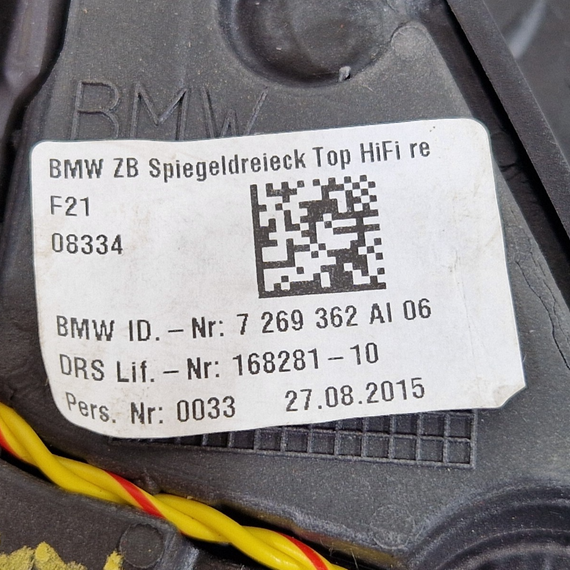 BMW
BMW ZB Spiegeldreieck Top HiFi re
F21
08334
BMW ID. – Nr: 7 269 362 AI 06
DRS Lif. – Nr: 168281 – 10
Pers. Nr: 0033 27.08.2015